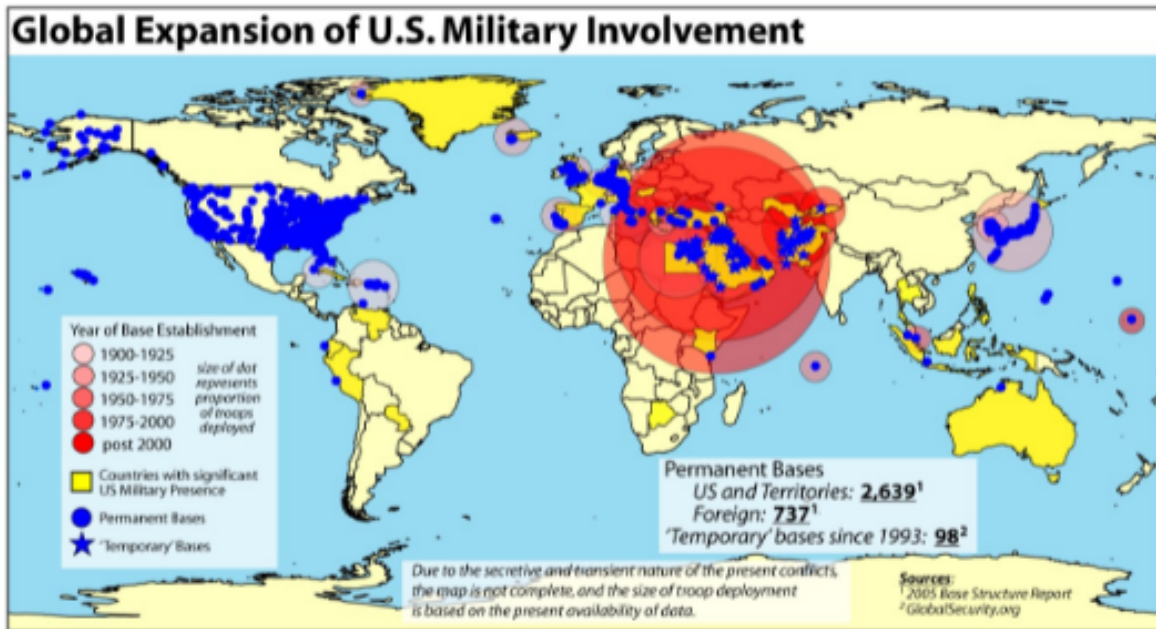 Global Expansion of U.S. Military Involvement
Year of Base Establishment
1900-1925
1925-1950
1950-1975
1975-2000
post 2000
size of dot
represents
proportion
of troops
deployed
Countries with significant
US Military Presence
Permanent Bases
'Temporary' Bases
Permanent Bases
US and Territories: 2,639¹
Foreign: 737¹
'Temporary' bases since 1993: 98²
Due to the secretive and transient nature of the present conflicts,
the map is not complete, and the size of troop deployment
is based on the present availability of data.
Sources:
¹ 2005 Base Structure Report
² GlobalSecurity.org